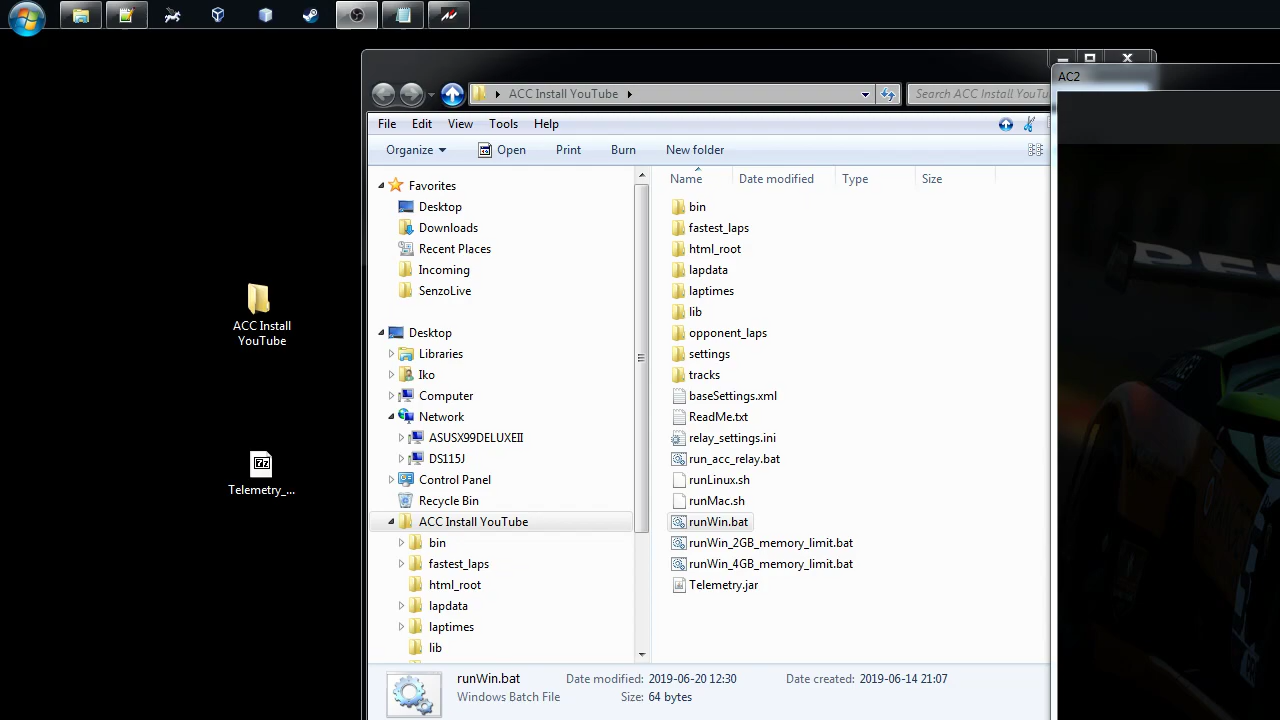 ACC Install YouTube
Search ACC Install YouTu
AC2
File Edit View Tools Help
Organize Open Print Burn New folder
Name Date modified Type Size
Favorites
Desktop
Downloads
Recent Places
Incoming
SenzoLive
Desktop
Libraries
Iko
Computer
Network
ASUSX99DELUXEII
DS115J
Control Panel
Recycle Bin
ACC Install YouTube
bin
fastest_laps
html_root
lapdata
laptimes
lib
bin
fastest_laps
html_root
lapdata
laptimes
lib
opponent_laps
settings
tracks
baseSettings.xml
ReadMe.txt
relay_settings.ini
run_acc_relay.bat
runLinux.sh
runMac.sh
runWin.bat
runWin_2GB_memory_limit.bat
runWin_4GB_memory_limit.bat
Telemetry.jar
ACC Install
YouTube
7z
Telemetry_...
runWin.bat Date modified: 2019-06-20 12:30 Date created: 2019-06-14 21:07
Windows Batch File Size: 64 bytes